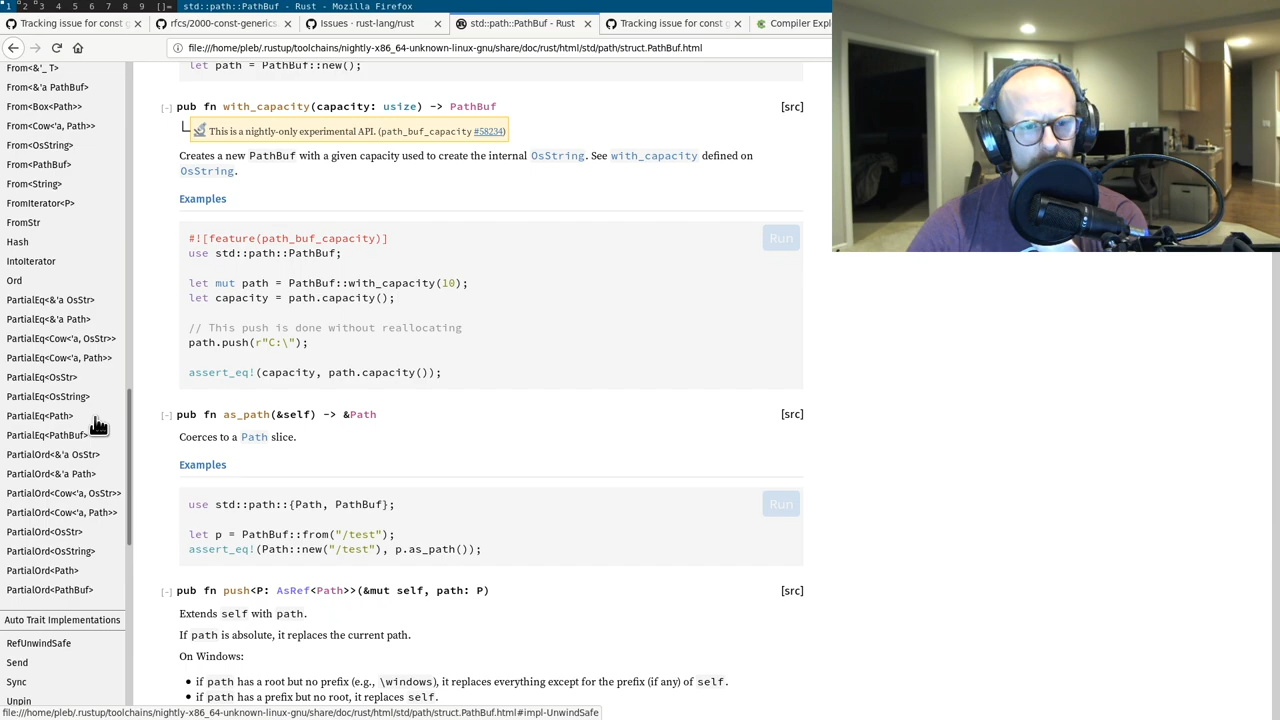 1 2 3 4 5 6 7 8 9 []= std::path::PathBuf - Rust - Mozilla Firefox
Tracking issue for const g
rfcs/2000-const-generics
Issues · rust-lang/rust
std::path::PathBuf - Rust
Tracking issue for const g
Compiler Expl
file:///home/pleb/.rustup/toolchains/nightly-x86_64-unknown-linux-gnu/share/doc/rust/html/std/path/struct.PathBuf.html
From<&'_ T>
From<&'a PathBuf>
From<Box<Path>>
From<Cow<'a, Path>>
From<OsString>
From<PathBuf>
From<String>
FromIterator<P>
FromStr
Hash
IntoIterator
Ord
PartialEq<&'a OsStr>
PartialEq<&'a Path>
PartialEq<Cow<'a, OsStr>>
PartialEq<Cow<'a, Path>>
PartialEq<OsStr>
PartialEq<OsString>
PartialEq<Path>
PartialEq<PathBuf>
PartialOrd<&'a OsStr>
PartialOrd<&'a Path>
PartialOrd<Cow<'a, OsStr>>
PartialOrd<Cow<'a, Path>>
PartialOrd<OsStr>
PartialOrd<OsString>
PartialOrd<Path>
PartialOrd<PathBuf>
Auto Trait Implementations
RefUnwindSafe
Send
Sync
Unpin
let path = PathBuf::new();
[-] pub fn with_capacity(capacity: usize) -> PathBuf [src]
This is a nightly-only experimental API. (path_buf_capacity #58234)
Creates a new PathBuf with a given capacity used to create the internal OsString. See with_capacity defined on
OsString.
Examples
Run
#![feature(path_buf_capacity)]
use std::path::PathBuf;
let mut path = PathBuf::with_capacity(10);
let capacity = path.capacity();
// This push is done without reallocating
path.push(r"C:\");
assert_eq!(capacity, path.capacity());
[-] pub fn as_path(&self) -> &Path [src]
Coerces to a Path slice.
Examples
Run
use std::path::{Path, PathBuf};
let p = PathBuf::from("/test");
assert_eq!(Path::new("/test"), p.as_path());
[-] pub fn push<P: AsRef<Path>>(&mut self, path: P) [src]
Extends self with path.
If path is absolute, it replaces the current path.
On Windows:
• if path has a root but no prefix (e.g., \windows), it replaces everything except for the prefix (if any) of self.
• if path has a prefix but no root, it replaces self.
file:///home/pleb/.rustup/toolchains/nightly-x86_64-unknown-linux-gnu/share/doc/rust/html/std/path/struct.PathBuf.html#impl-UnwindSafe